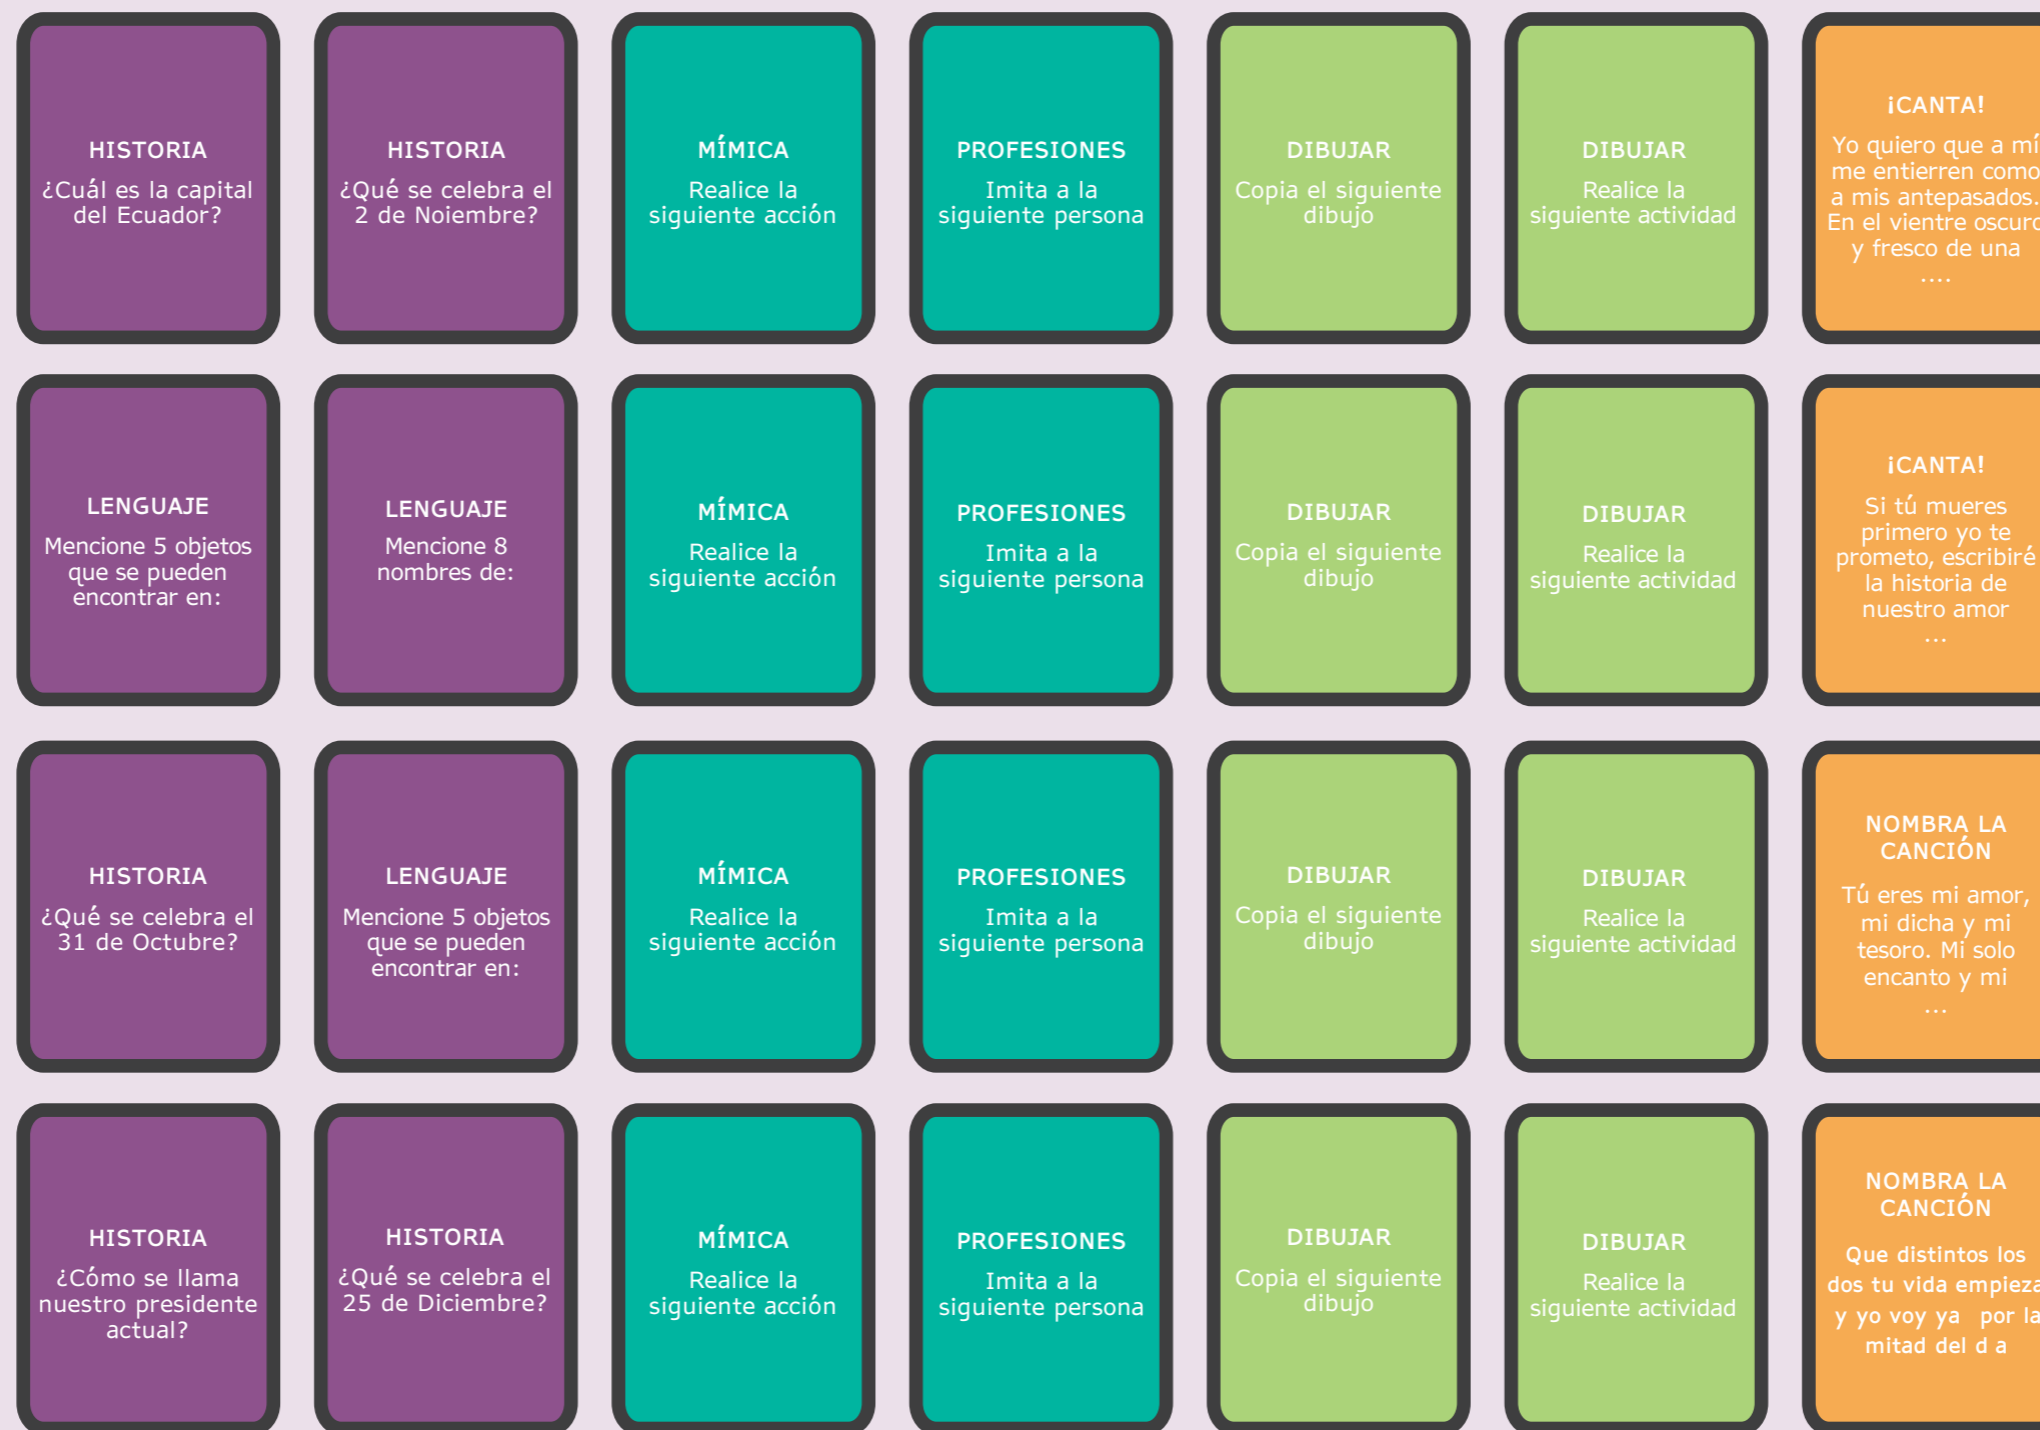 HISTORIA
¿Cuál es la capital
del Ecuador?
HISTORIA
¿Qué se celebra el
2 de Noiembre?
MÍMICA
Realice la
siguiente acción
PROFESIONES
Imita a la
siguiente persona
DIBUJAR
Copia el siguiente
dibujo
DIBUJAR
Realice la
siguiente actividad
¡CANTA!
Yo quiero que a mí
me entierren como
a mis antepasados.
En el vientre oscuro
y fresco de una
....
LENGUAJE
Mencione 5 objetos
que se pueden
encontrar en:
LENGUAJE
Mencione 8
nombres de:
MÍMICA
Realice la
siguiente acción
PROFESIONES
Imita a la
siguiente persona
DIBUJAR
Copia el siguiente
dibujo
DIBUJAR
Realice la
siguiente actividad
¡CANTA!
Si tú mueres
primero yo te
prometo, escribiré
la historia de
nuestro amor
...
HISTORIA
¿Qué se celebra el
31 de Octubre?
LENGUAJE
Mencione 5 objetos
que se pueden
encontrar en:
MÍMICA
Realice la
siguiente acción
PROFESIONES
Imita a la
siguiente persona
DIBUJAR
Copia el siguiente
dibujo
DIBUJAR
Realice la
siguiente actividad
NOMBRA LA
CANCIÓN
Tú eres mi amor,
mi dicha y mi
tesoro. Mi solo
encanto y mi
...
HISTORIA
¿Cómo se llama
nuestro presidente
actual?
HISTORIA
¿Qué se celebra el
25 de Diciembre?
MÍMICA
Realice la
siguiente acción
PROFESIONES
Imita a la
siguiente persona
DIBUJAR
Copia el siguiente
dibujo
DIBUJAR
Realice la
siguiente actividad
NOMBRA LA
CANCIÓN
Que distintos los
dos tu vida empieza
y yo voy ya por la
mitad del d a